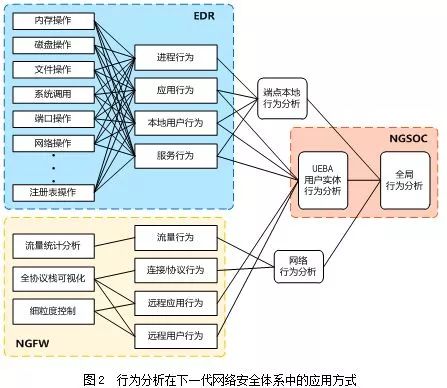 EDR
内存操作
磁盘操作
文件操作
系统调用
端口操作
网络操作
注册表操作
进程行为
应用行为
本地用户行为
服务行为
端点本地
行为分析
NGSOC
UEBA
用户实体
行为分析
全局
行为分析
流量统计分析
全协议栈可视化
细粒度控制
NGFW
流量行为
连接/协议行为
远程应用行为
远程用户行为
网络
行为分析
图2 行为分析在下一代网络安全体系中的应用方式